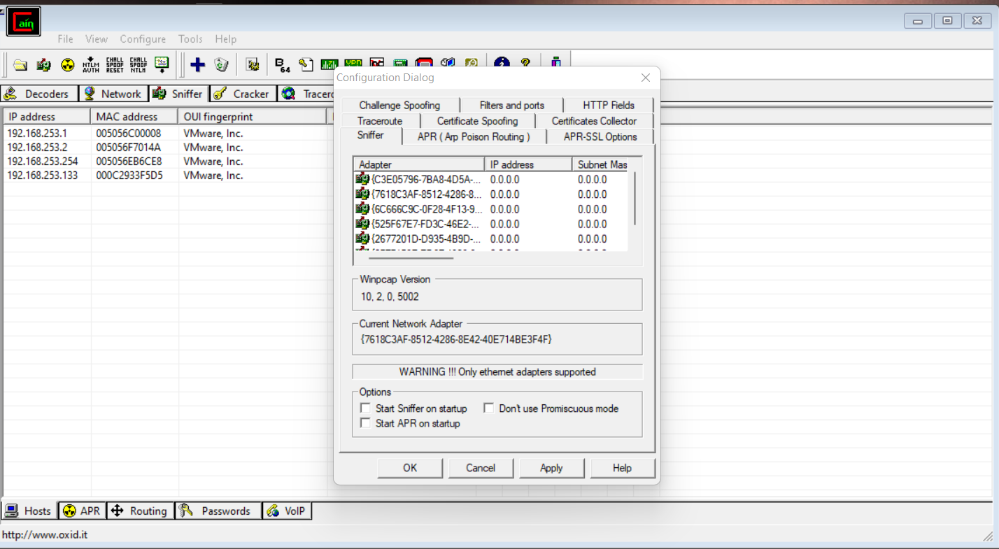 Caín
File View Configure Tools Help
NTLM AUTH CHALL SPOOF RESET CHALL SPOOF NTLM B 64
Decoders Network Sniffer Cracker
IP address MAC address OUI fingerprint
192.168.253.1 005056C00008 VMware, Inc.
192.168.253.2 005056F7014A VMware, Inc.
192.168.253.254 005056EB6CE8 VMware, Inc.
192.168.253.133 000C2933F5D5 VMware, Inc.
Configuration Dialog
Challenge Spoofing Filters and ports HTTP Fields
Traceroute Certificate Spoofing Certificates Collector
Sniffer APR ( Arp Poison Routing ) APR-SSL Options
Adapter IP address Subnet Mas
{C3E05796-7BA8-4D5A-... 0.0.0.0 0.0.0.0
{7618C3AF-8512-4286-8... 0.0.0.0 0.0.0.0
{6C666C9C-0F28-4F13-9... 0.0.0.0 0.0.0.0
{525F67E7-FD3C-46E2-... 0.0.0.0 0.0.0.0
{2677201D-D935-4B9D-... 0.0.0.0 0.0.0.0
Winpcap Version
10, 2, 0, 5002
Current Network Adapter
{7618C3AF-8512-4286-8E42-40E714BE3F4F}
WARNING !!! Only ethernet adapters supported
Options
Start Sniffer on startup Don't use Promiscuous mode
Start APR on startup
OK Cancel Apply Help
Hosts APR Routing Passwords VoIP
http://www.oxid.it